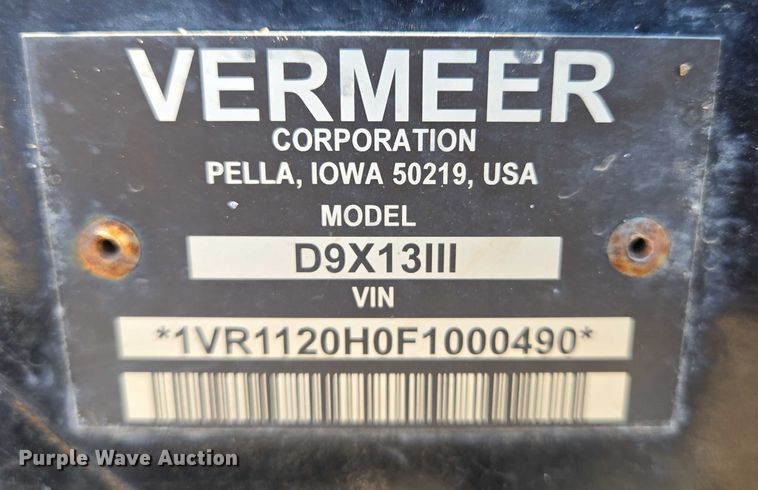 VERMEER
CORPORATION
PELLA, IOWA 50219, USA
MODEL
D9X13III
VIN
*1VR1120H0F1000490*
Purple Wave Auction